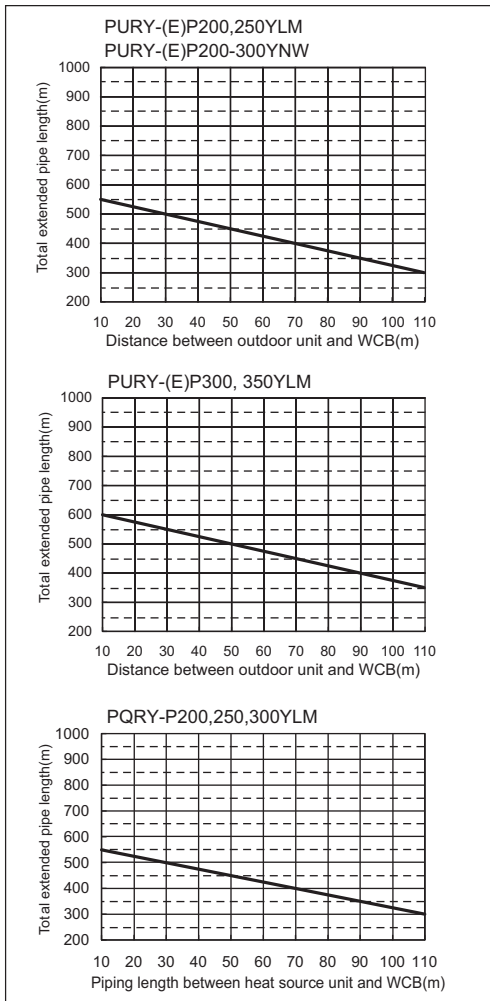 PURY-(E)P200,250YLM
PURY-(E)P200-300YNW
Total extended pipe length(m)
1000
900
800
700
600
500
400
300
200
10 20 30 40 50 60 70 80 90 100 110
Distance between outdoor unit and WCB(m)
PURY-(E)P300, 350YLM
Total extended pipe length(m)
1000
900
800
700
600
500
400
300
200
10 20 30 40 50 60 70 80 90 100 110
Distance between outdoor unit and WCB(m)
PQRY-P200,250,300YLM
Total extended pipe length(m)
1000
900
800
700
600
500
400
300
200
10 20 30 40 50 60 70 80 90 100 110
Piping length between heat source unit and WCB(m)